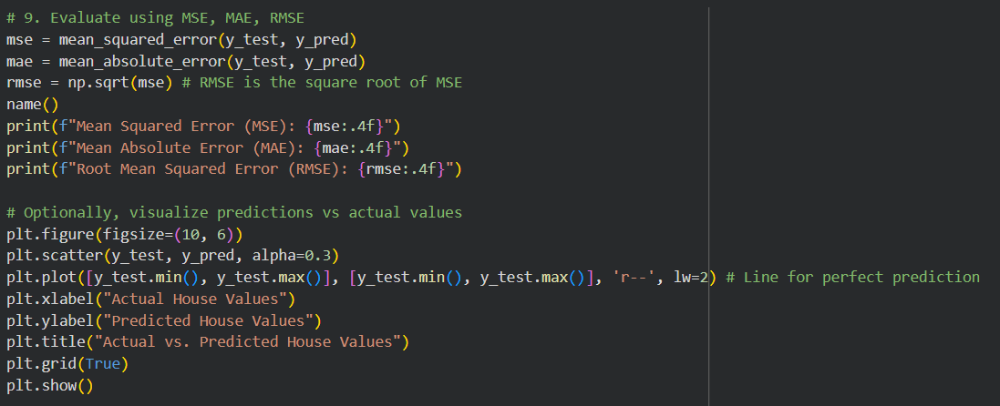 # 9. Evaluate using MSE, MAE, RMSE
mse = mean_squared_error(y_test, y_pred)
mae = mean_absolute_error(y_test, y_pred)
rmse = np.sqrt(mse) # RMSE is the square root of MSE
name()
print(f"Mean Squared Error (MSE): {mse:.4f}")
print(f"Mean Absolute Error (MAE): {mae:.4f}")
print(f"Root Mean Squared Error (RMSE): {rmse:.4f}")

# Optionally, visualize predictions vs actual values
plt.figure(figsize=(10, 6))
plt.scatter(y_test, y_pred, alpha=0.3)
plt.plot([y_test.min(), y_test.max()], [y_test.min(), y_test.max()], 'r--', lw=2) # Line for perfect prediction
plt.xlabel("Actual House Values")
plt.ylabel("Predicted House Values")
plt.title("Actual vs. Predicted House Values")
plt.grid(True)
plt.show()